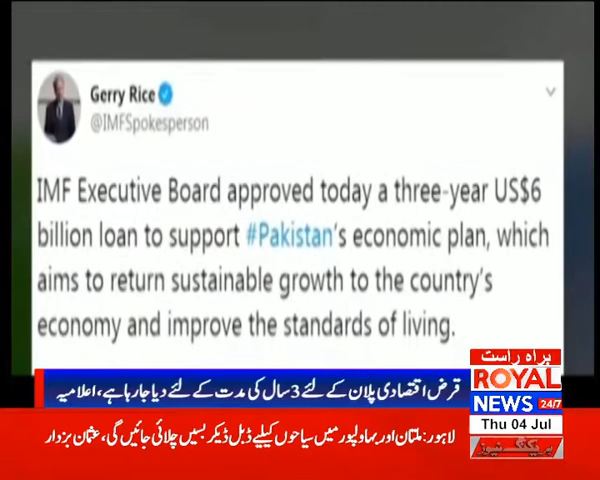 Gerry Rice
@IMFSpokesperson
IMF Executive Board approved today a three-year US$6
billion loan to support #Pakistan's economic plan, which
aims to return sustainable growth to the country's
economy and improve the standards of living.
براہ راست
ROYAL
NEWS 24/7
Thu 04 Jul
بریکنگ نیوز
قرض اقتصادی پلان کے لئے 3 سال کی مدت کے لئے دیا جا رہا ہے، اعلامیہ
لاہور: ملتان اور بہاولپور میں سیاحوں کیلئے ڈبل ڈیکر بسیں چلائی جائیں گی، عثمان بزدار